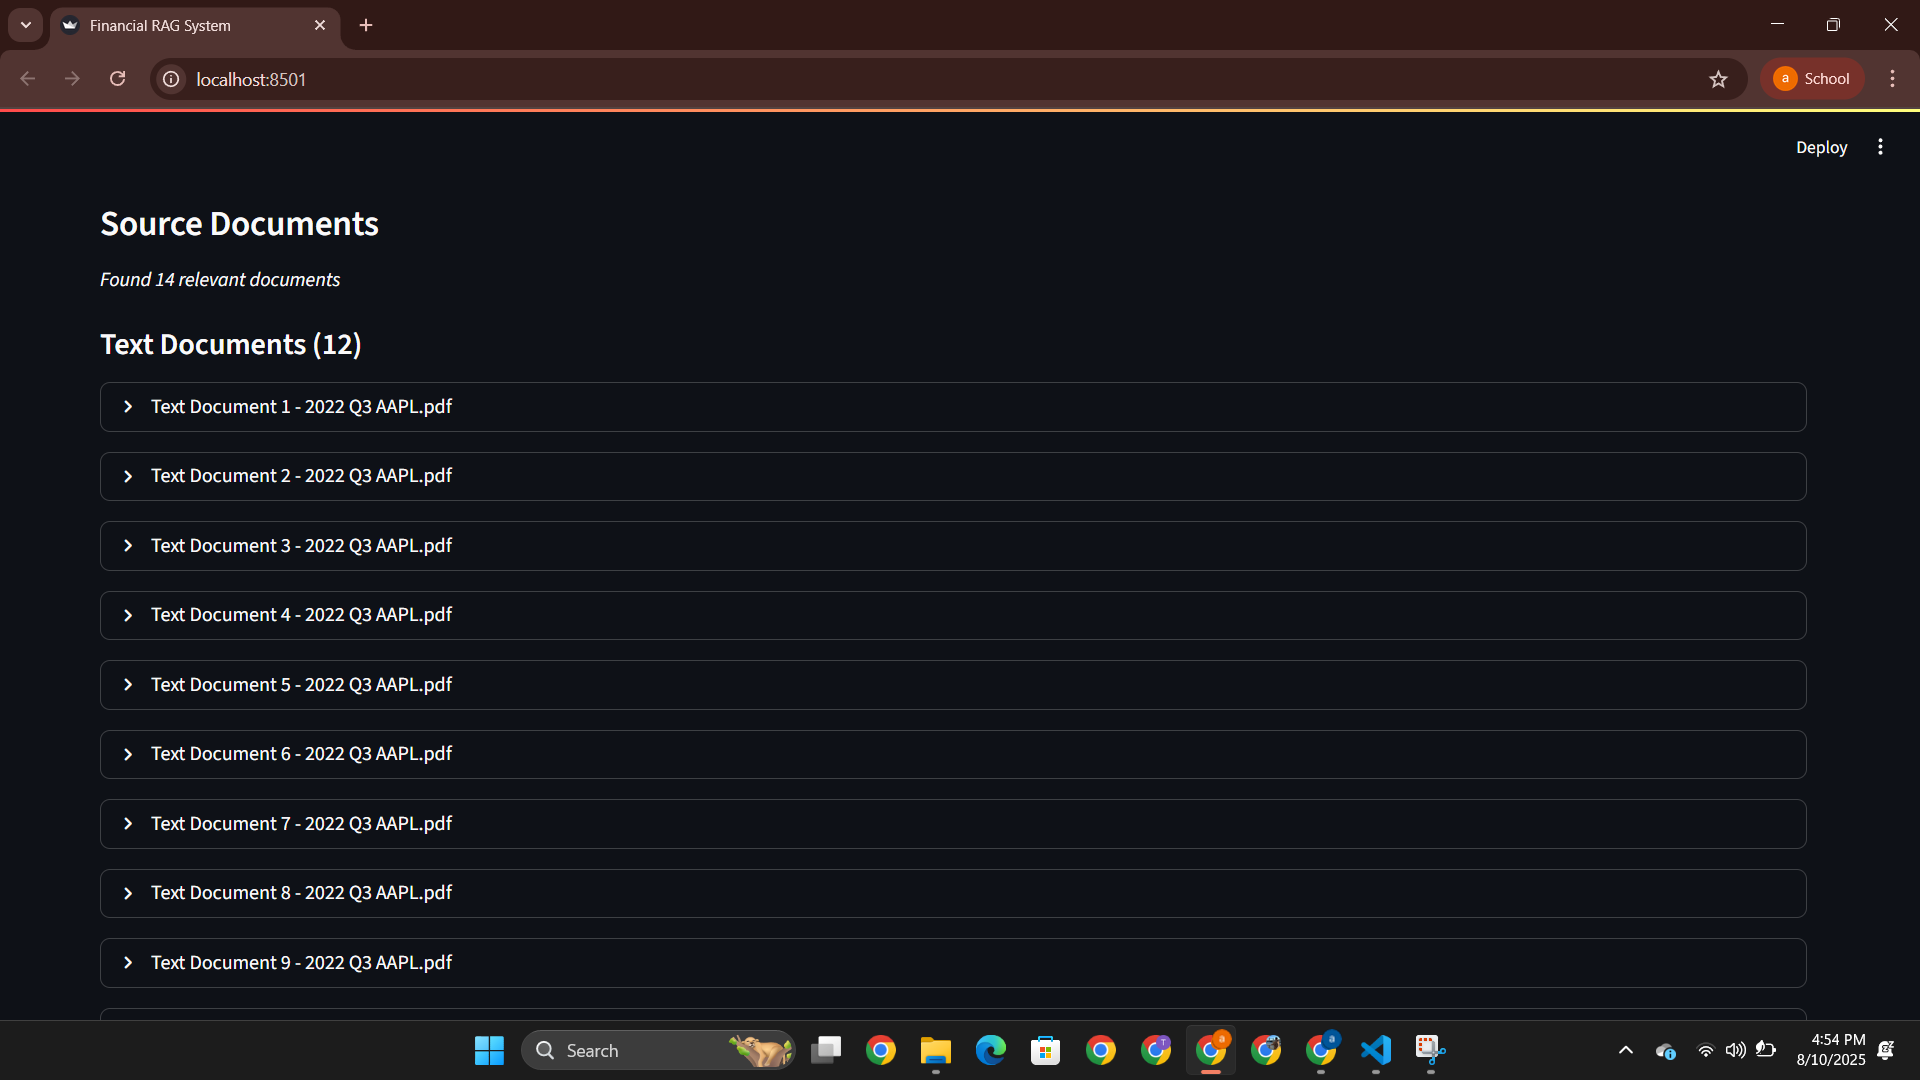 Financial RAG System
localhost:8501
a School
Deploy
Source Documents
Found 14 relevant documents
Text Documents (12)
Text Document 1 - 2022 Q3 AAPL.pdf
Text Document 2 - 2022 Q3 AAPL.pdf
Text Document 3 - 2022 Q3 AAPL.pdf
Text Document 4 - 2022 Q3 AAPL.pdf
Text Document 5 - 2022 Q3 AAPL.pdf
Text Document 6 - 2022 Q3 AAPL.pdf
Text Document 7 - 2022 Q3 AAPL.pdf
Text Document 8 - 2022 Q3 AAPL.pdf
Text Document 9 - 2022 Q3 AAPL.pdf
Search
T
a
a
4:54 PM
8/10/2025